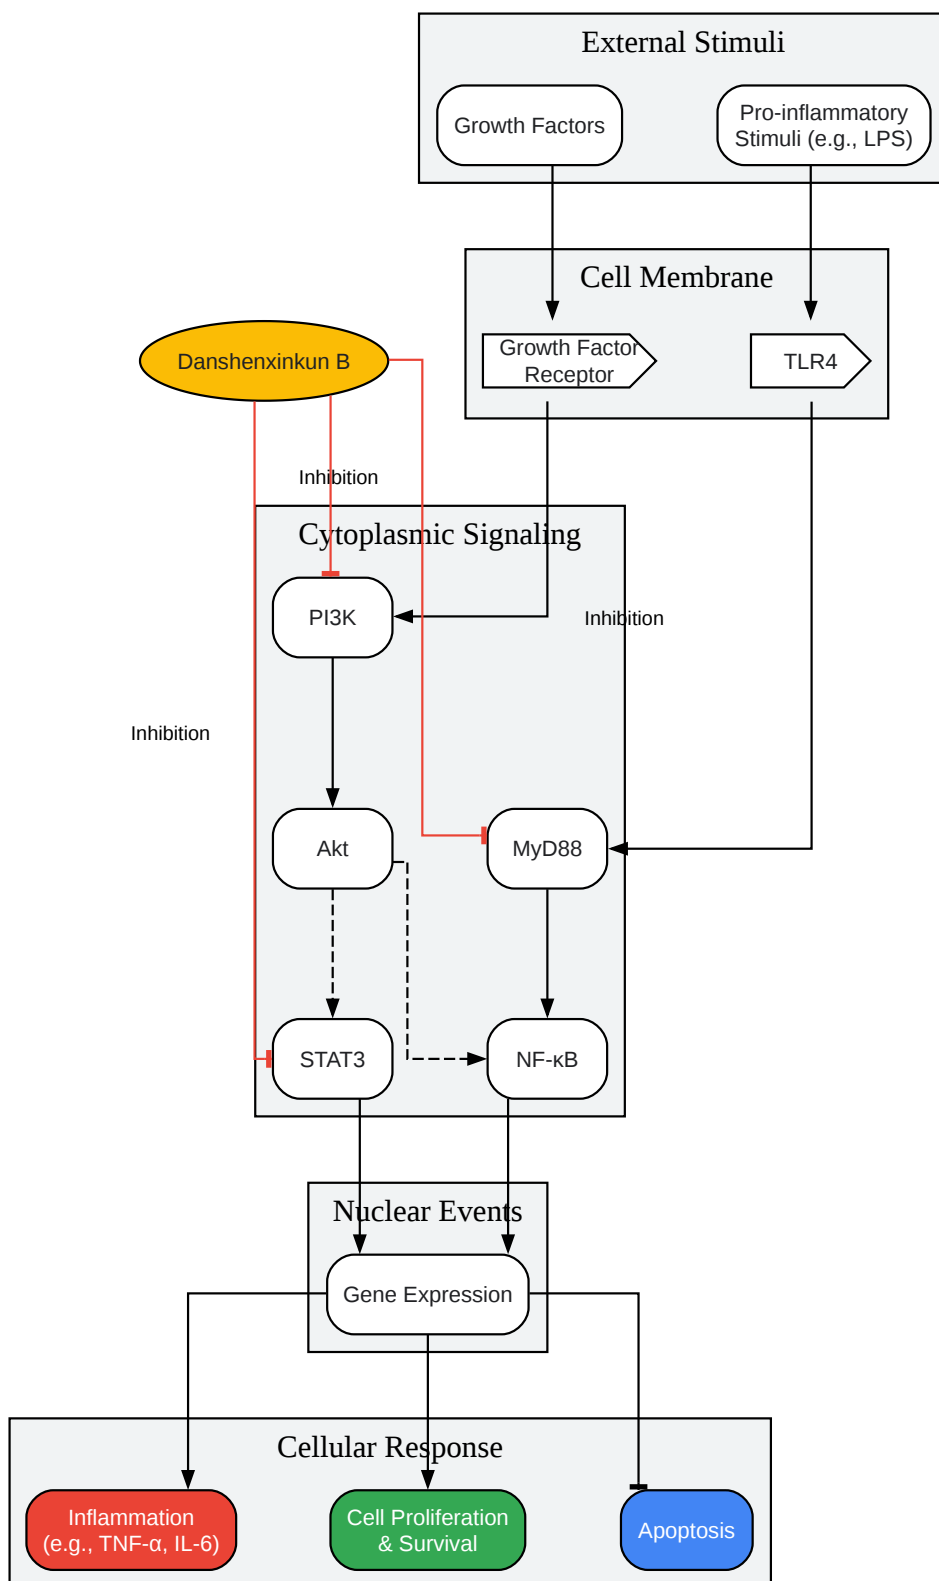 External Stimuli
Growth Factors
Pro-inflammatory
Stimuli (e.g., LPS)
Cell Membrane
Growth Factor
Receptor
TLR4
Danshenxinkun B
Inhibition
Cytoplasmic Signaling
PI3K
Inhibition
Inhibition
Akt
MyD88
STAT3
NF-κB
Nuclear Events
Gene Expression
Cellular Response
Inflammation
(e.g., TNF-α, IL-6)
Cell Proliferation
& Survival
Apoptosis